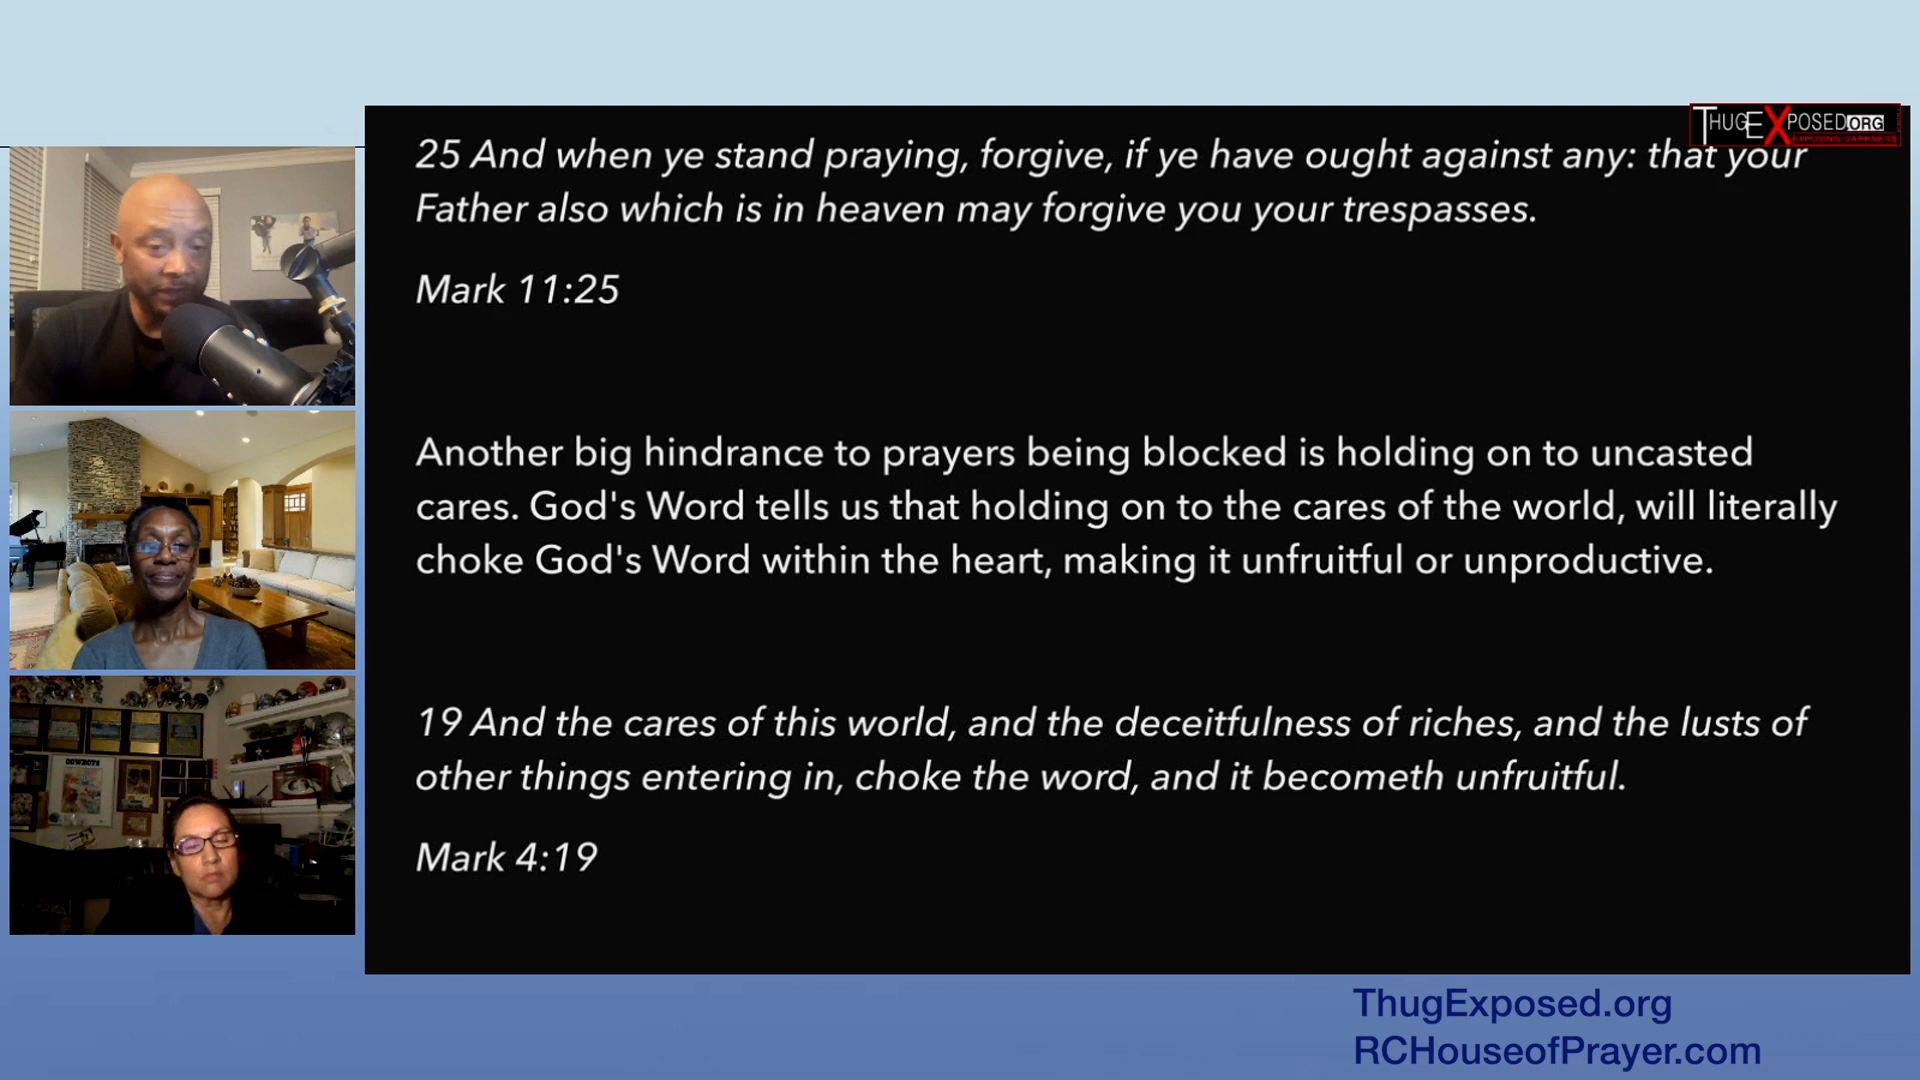 THUGEXPOSED.ORG
EXPOSING DARKNESS
25 And when ye stand praying, forgive, if ye have ought against any: that your
Father also which is in heaven may forgive you your trespasses.
Mark 11:25
Another big hindrance to prayers being blocked is holding on to uncasted
cares. God's Word tells us that holding on to the cares of the world, will literally
choke God's Word within the heart, making it unfruitful or unproductive.
19 And the cares of this world, and the deceitfulness of riches, and the lusts of
other things entering in, choke the word, and it becometh unfruitful.
Mark 4:19
COWBOYS
ThugExposed.org
RCHouseofPrayer.com